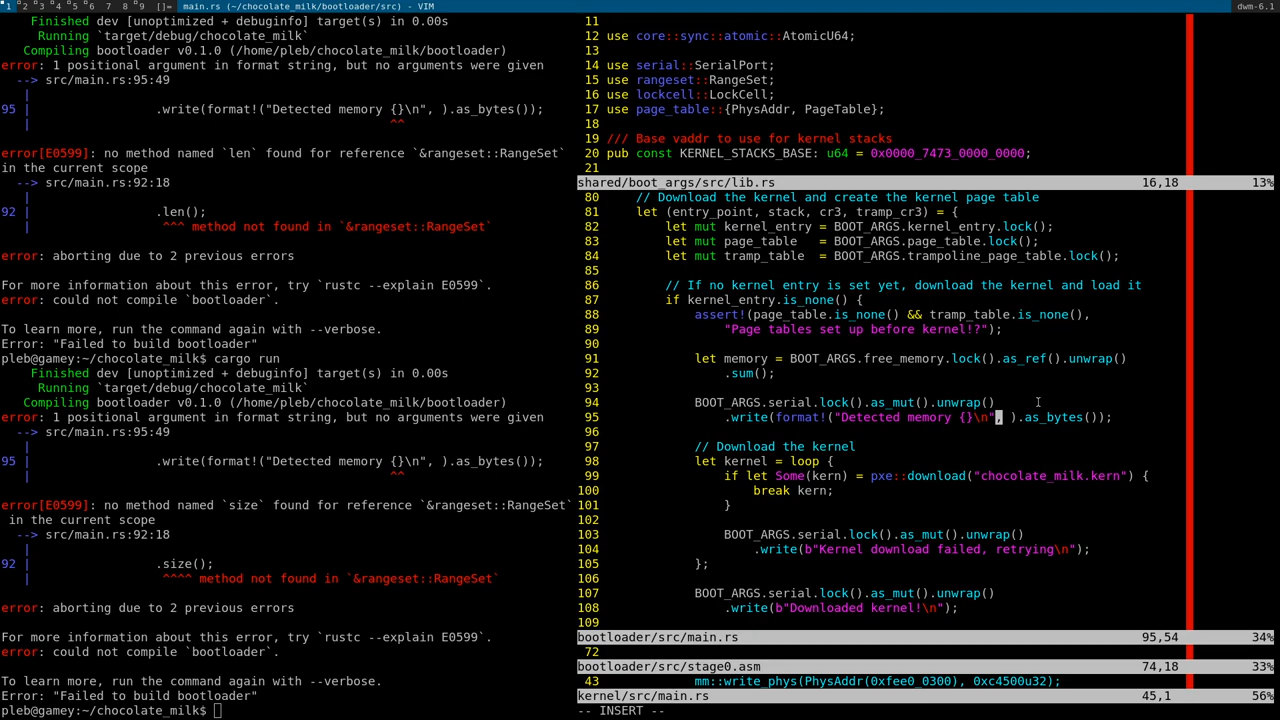 1 2 3 4 5 6 7 8 9 []= main.rs (~/chocolate_milk/bootloader/src) - VIM dwm-6.1
    Finished dev [unoptimized + debuginfo] target(s) in 0.00s
     Running `target/debug/chocolate_milk`
   Compiling bootloader v0.1.0 (/home/pleb/chocolate_milk/bootloader)
error: 1 positional argument in format string, but no arguments were given
  --> src/main.rs:95:49
   |
95 |                 .write(format!("Detected memory {}\n", ).as_bytes());
   |                                                 ^^
error[E0599]: no method named `len` found for reference `&rangeset::RangeSet`
in the current scope
  --> src/main.rs:92:18
   |
92 |                 .len();
   |                  ^^^ method not found in `&rangeset::RangeSet`
error: aborting due to 2 previous errors
For more information about this error, try `rustc --explain E0599`.
error: could not compile `bootloader`.
To learn more, run the command again with --verbose.
Error: "Failed to build bootloader"
pleb@gamey:~/chocolate_milk$ cargo run
    Finished dev [unoptimized + debuginfo] target(s) in 0.00s
     Running `target/debug/chocolate_milk`
   Compiling bootloader v0.1.0 (/home/pleb/chocolate_milk/bootloader)
error: 1 positional argument in format string, but no arguments were given
  --> src/main.rs:95:49
   |
95 |                 .write(format!("Detected memory {}\n", ).as_bytes());
   |                                                 ^^
error[E0599]: no method named `size` found for reference `&rangeset::RangeSet`
 in the current scope
  --> src/main.rs:92:18
   |
92 |                 .size();
   |                  ^^^^ method not found in `&rangeset::RangeSet`
error: aborting due to 2 previous errors
For more information about this error, try `rustc --explain E0599`.
error: could not compile `bootloader`.
To learn more, run the command again with --verbose.
Error: "Failed to build bootloader"
pleb@gamey:~/chocolate_milk$
11
12 use core::sync::atomic::AtomicU64;
13
14 use serial::SerialPort;
15 use rangeset::RangeSet;
16 use lockcell::LockCell;
17 use page_table::{PhysAddr, PageTable};
18
19 /// Base vaddr to use for kernel stacks
20 pub const KERNEL_STACKS_BASE: u64 = 0x0000_7473_0000_0000;
21
shared/boot_args/src/lib.rs 16,18 13%
80     // Download the kernel and create the kernel page table
81     let (entry_point, stack, cr3, tramp_cr3) = {
82         let mut kernel_entry = BOOT_ARGS.kernel_entry.lock();
83         let mut page_table   = BOOT_ARGS.page_table.lock();
84         let mut tramp_table  = BOOT_ARGS.trampoline_page_table.lock();
85
86         // If no kernel entry is set yet, download the kernel and load it
87         if kernel_entry.is_none() {
88             assert!(page_table.is_none() && tramp_table.is_none(),
89                 "Page tables set up before kernel!?");
90
91             let memory = BOOT_ARGS.free_memory.lock().as_ref().unwrap()
92                 .sum();
93
94             BOOT_ARGS.serial.lock().as_mut().unwrap()
95                 .write(format!("Detected memory {}\n", ).as_bytes());
96
97             // Download the kernel
98             let kernel = loop {
99                 if let Some(kern) = pxe::download("chocolate_milk.kern") {
100                     break kern;
101                 }
102
103                 BOOT_ARGS.serial.lock().as_mut().unwrap()
104                     .write(b"Kernel download failed, retrying\n");
105             };
106
107             BOOT_ARGS.serial.lock().as_mut().unwrap()
108                 .write(b"Downloaded kernel!\n");
109
bootloader/src/main.rs 95,54 34%
72
bootloader/src/stage0.asm 74,18 33%
43             mm::write_phys(PhysAddr(0xfee0_0300), 0xc4500u32);
kernel/src/main.rs 45,1 56%
-- INSERT --